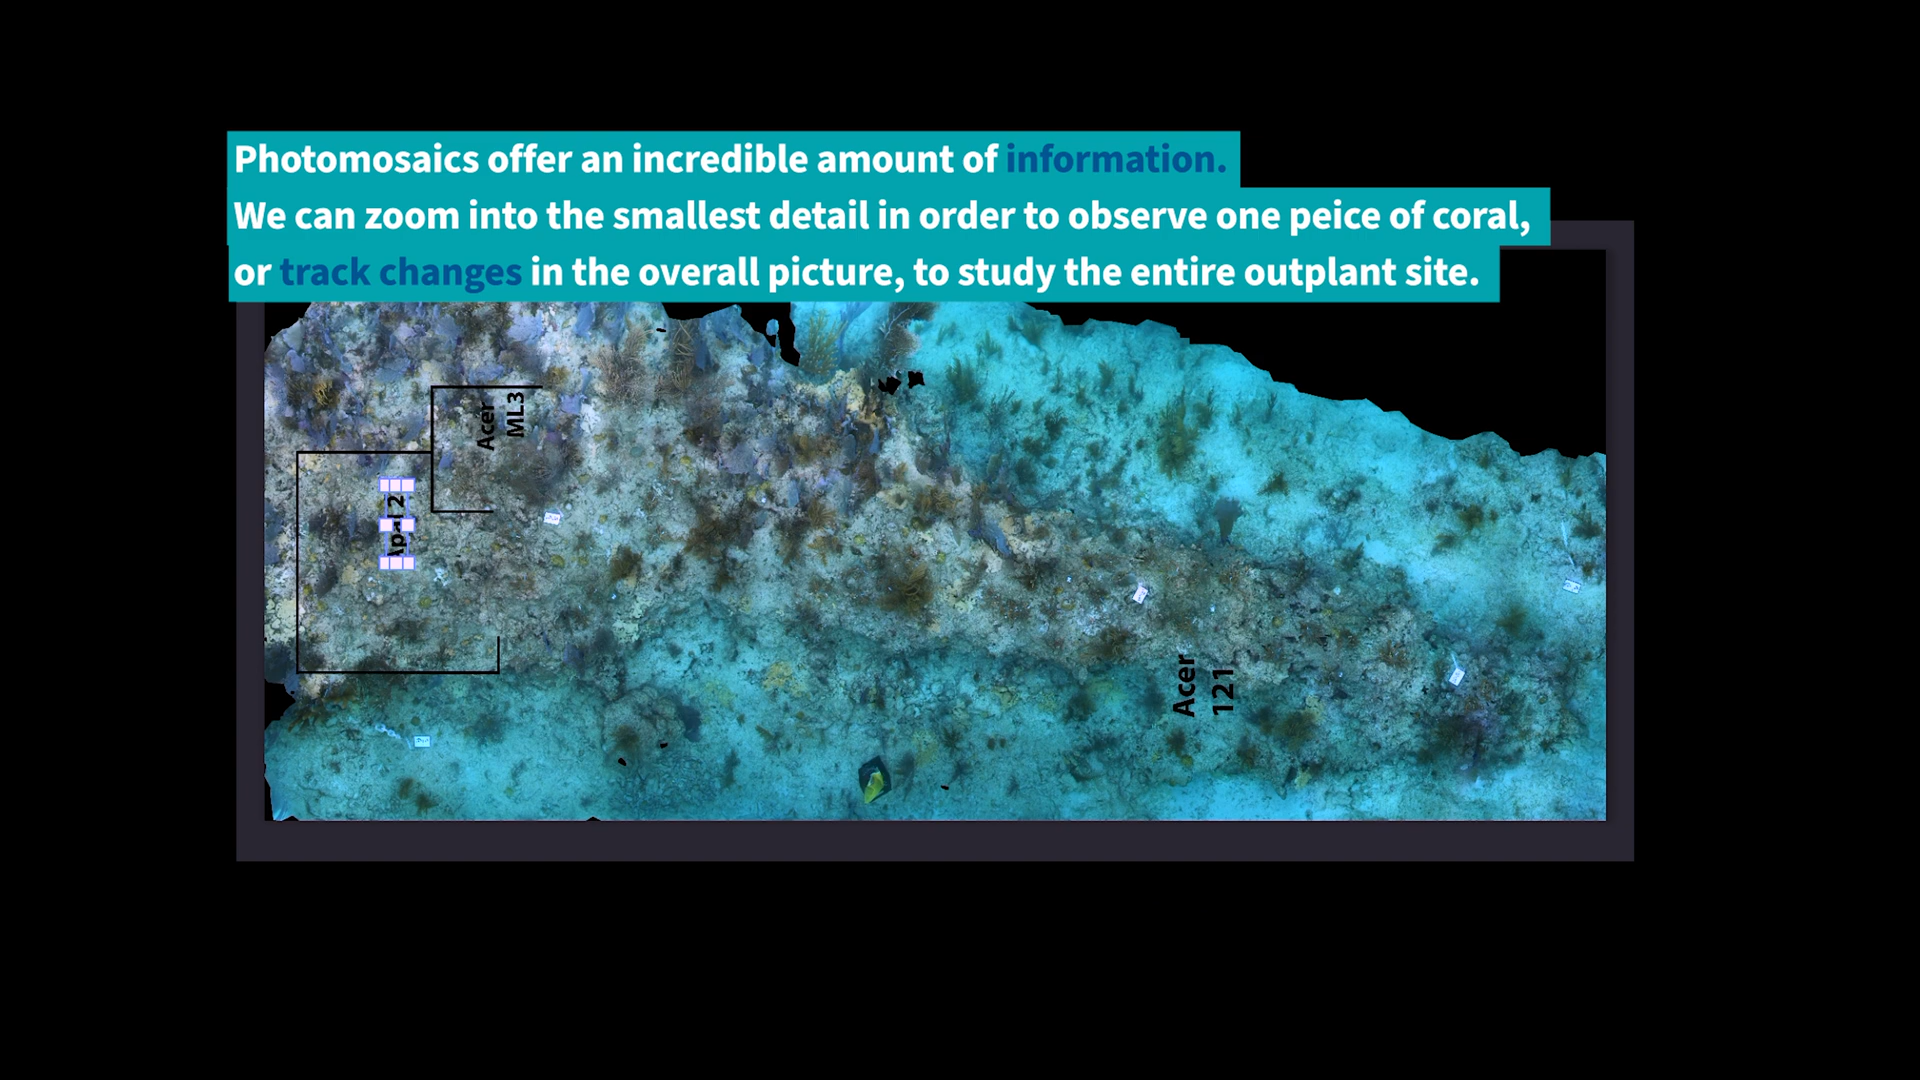 Photomosaics offer an incredible amount of information.
We can zoom into the smallest detail in order to observe one peice of coral,
or track changes in the overall picture, to study the entire outplant site.
Acer
ML3
Apal 2
Acer
121